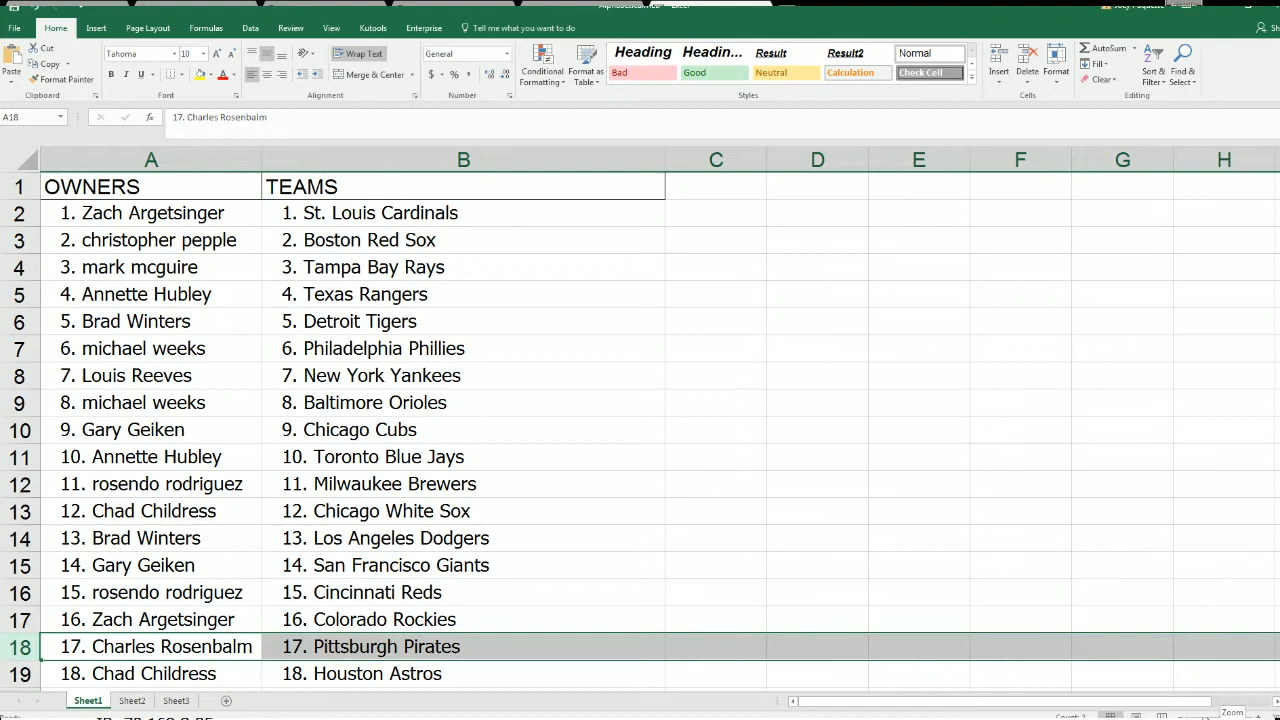 File Home Insert Page Layout Formulas Data Review View Kutools Enterprise Tell me what you want to do
Cut Tahoma 10 Wrap Text General Heading Headin... Result Result2 Normal AutoSum
Copy Fill
Paste Format Painter Merge & Center Conditional Formatting Format as Table Bad Good Neutral Calculation Check Cell Insert Delete Format Clear Sort & Filter Find & Select
Clipboard Font Alignment Number Styles Cells Editing
A18 17. Charles Rosenbalm
A B C D E F G H
1 OWNERS TEAMS
2 1. Zach Argetsinger 1. St. Louis Cardinals
3 2. christopher pepple 2. Boston Red Sox
4 3. mark mcguire 3. Tampa Bay Rays
5 4. Annette Hubley 4. Texas Rangers
6 5. Brad Winters 5. Detroit Tigers
7 6. michael weeks 6. Philadelphia Phillies
8 7. Louis Reeves 7. New York Yankees
9 8. michael weeks 8. Baltimore Orioles
10 9. Gary Geiken 9. Chicago Cubs
11 10. Annette Hubley 10. Toronto Blue Jays
12 11. rosendo rodriguez 11. Milwaukee Brewers
13 12. Chad Childress 12. Chicago White Sox
14 13. Brad Winters 13. Los Angeles Dodgers
15 14. Gary Geiken 14. San Francisco Giants
16 15. rosendo rodriguez 15. Cincinnati Reds
17 16. Zach Argetsinger 16. Colorado Rockies
18 17. Charles Rosenbalm 17. Pittsburgh Pirates
19 18. Chad Childress 18. Houston Astros
Sheet1 Sheet2 Sheet3
Zoom